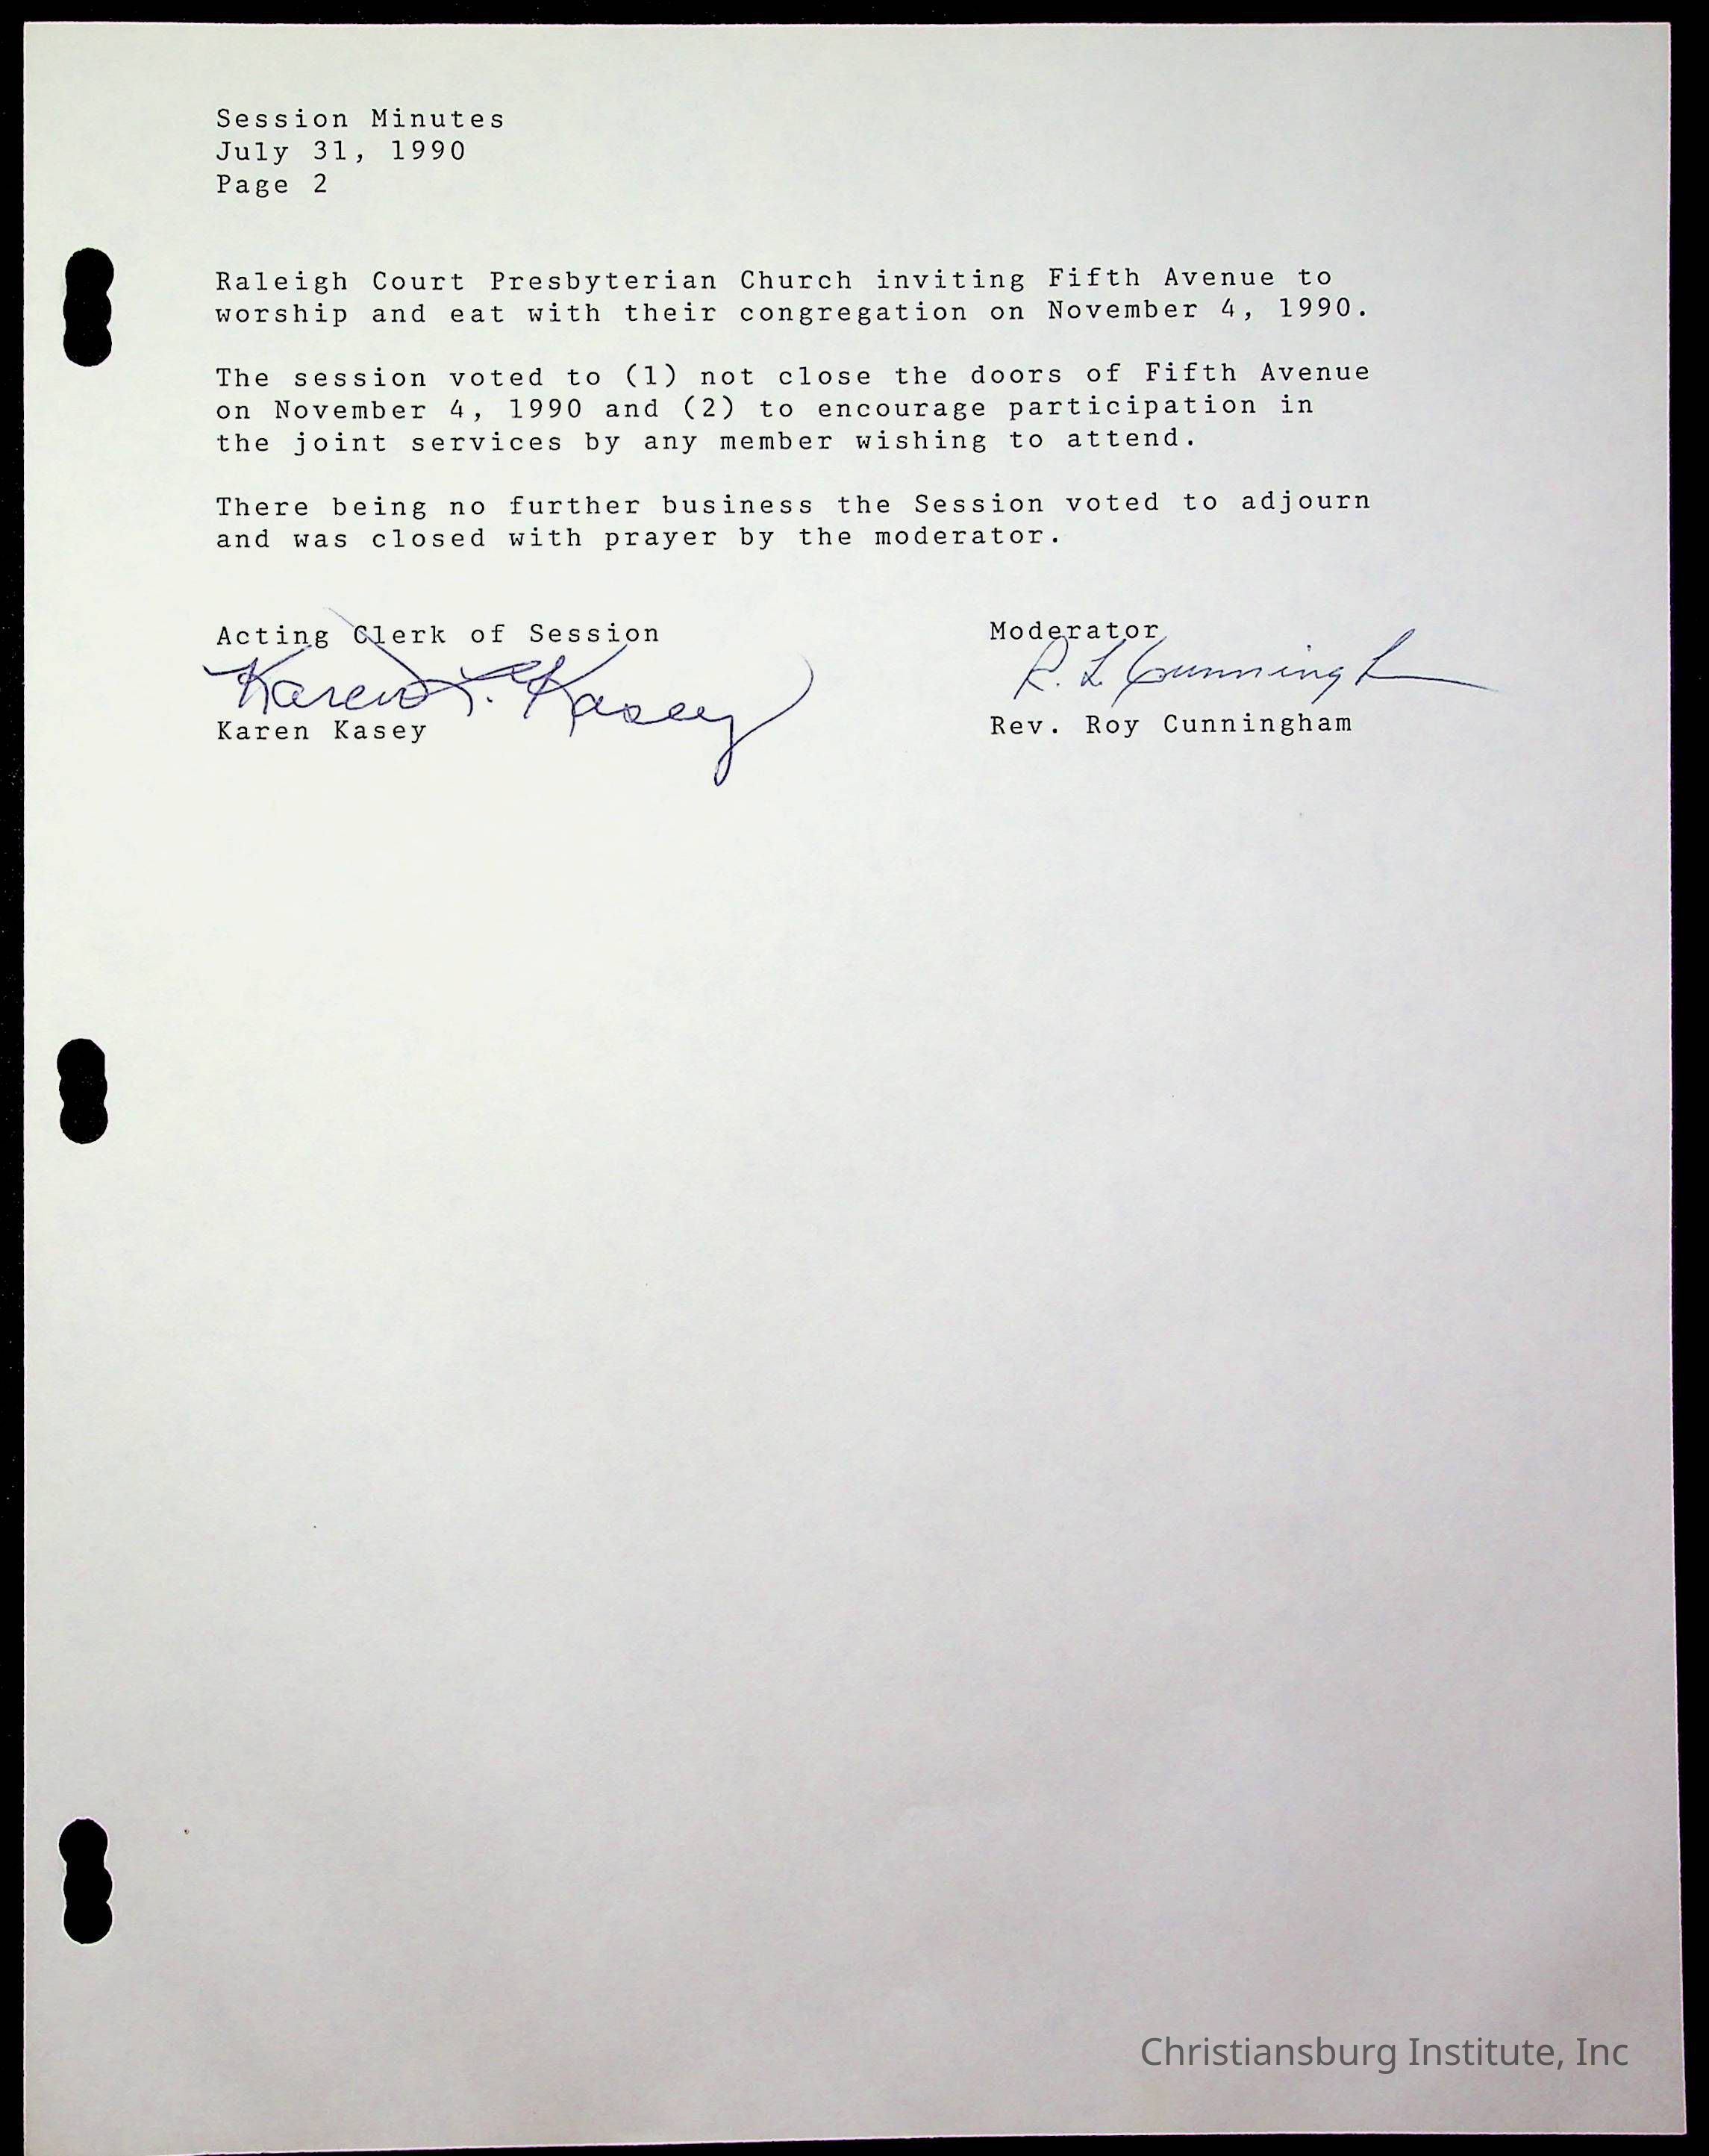 Session Minutes
July 31, 1990
Page 2
Raleigh Court Presbyterian Church inviting Fifth Avenue to
worship and eat with their congregation on November 4, 1990.
The session voted to (1) not close the doors of Fifth Avenue
on November 4, 1990 and (2) to encourage participation in
the joint services by any member wishing to attend.
There being no further business the Session voted to adjourn
and was closed with prayer by the moderator.
Acting Clerk of Session
Karen L. Kasey
Karen Kasey
Moderator
R. L. Cunningham
Rev. Roy Cunningham
Christiansburg Institute, Inc